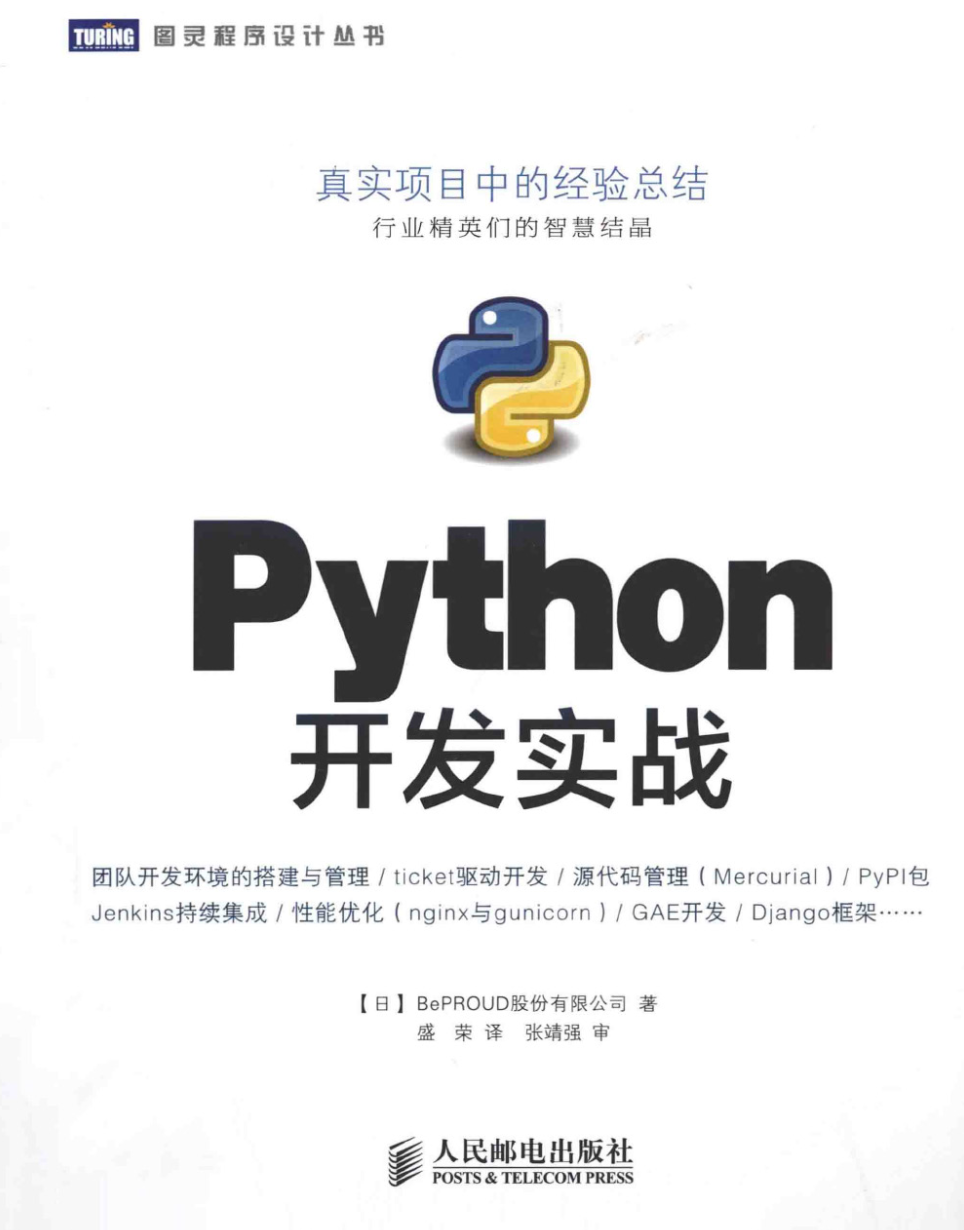 TURING 图灵程序设计丛书
真实项目中的经验总结
行业精英们的智慧结晶
Python
开发实战
团队开发环境的搭建与管理 / ticket驱动开发 / 源代码管理（Mercurial）/ PyPI包
Jenkins持续集成 / 性能优化（nginx与gunicorn）/ GAE开发 / Django框架……
【日】BePROUD股份有限公司 著
盛 荣 译 张靖强 审
人民邮电出版社
POSTS & TELECOM PRESS